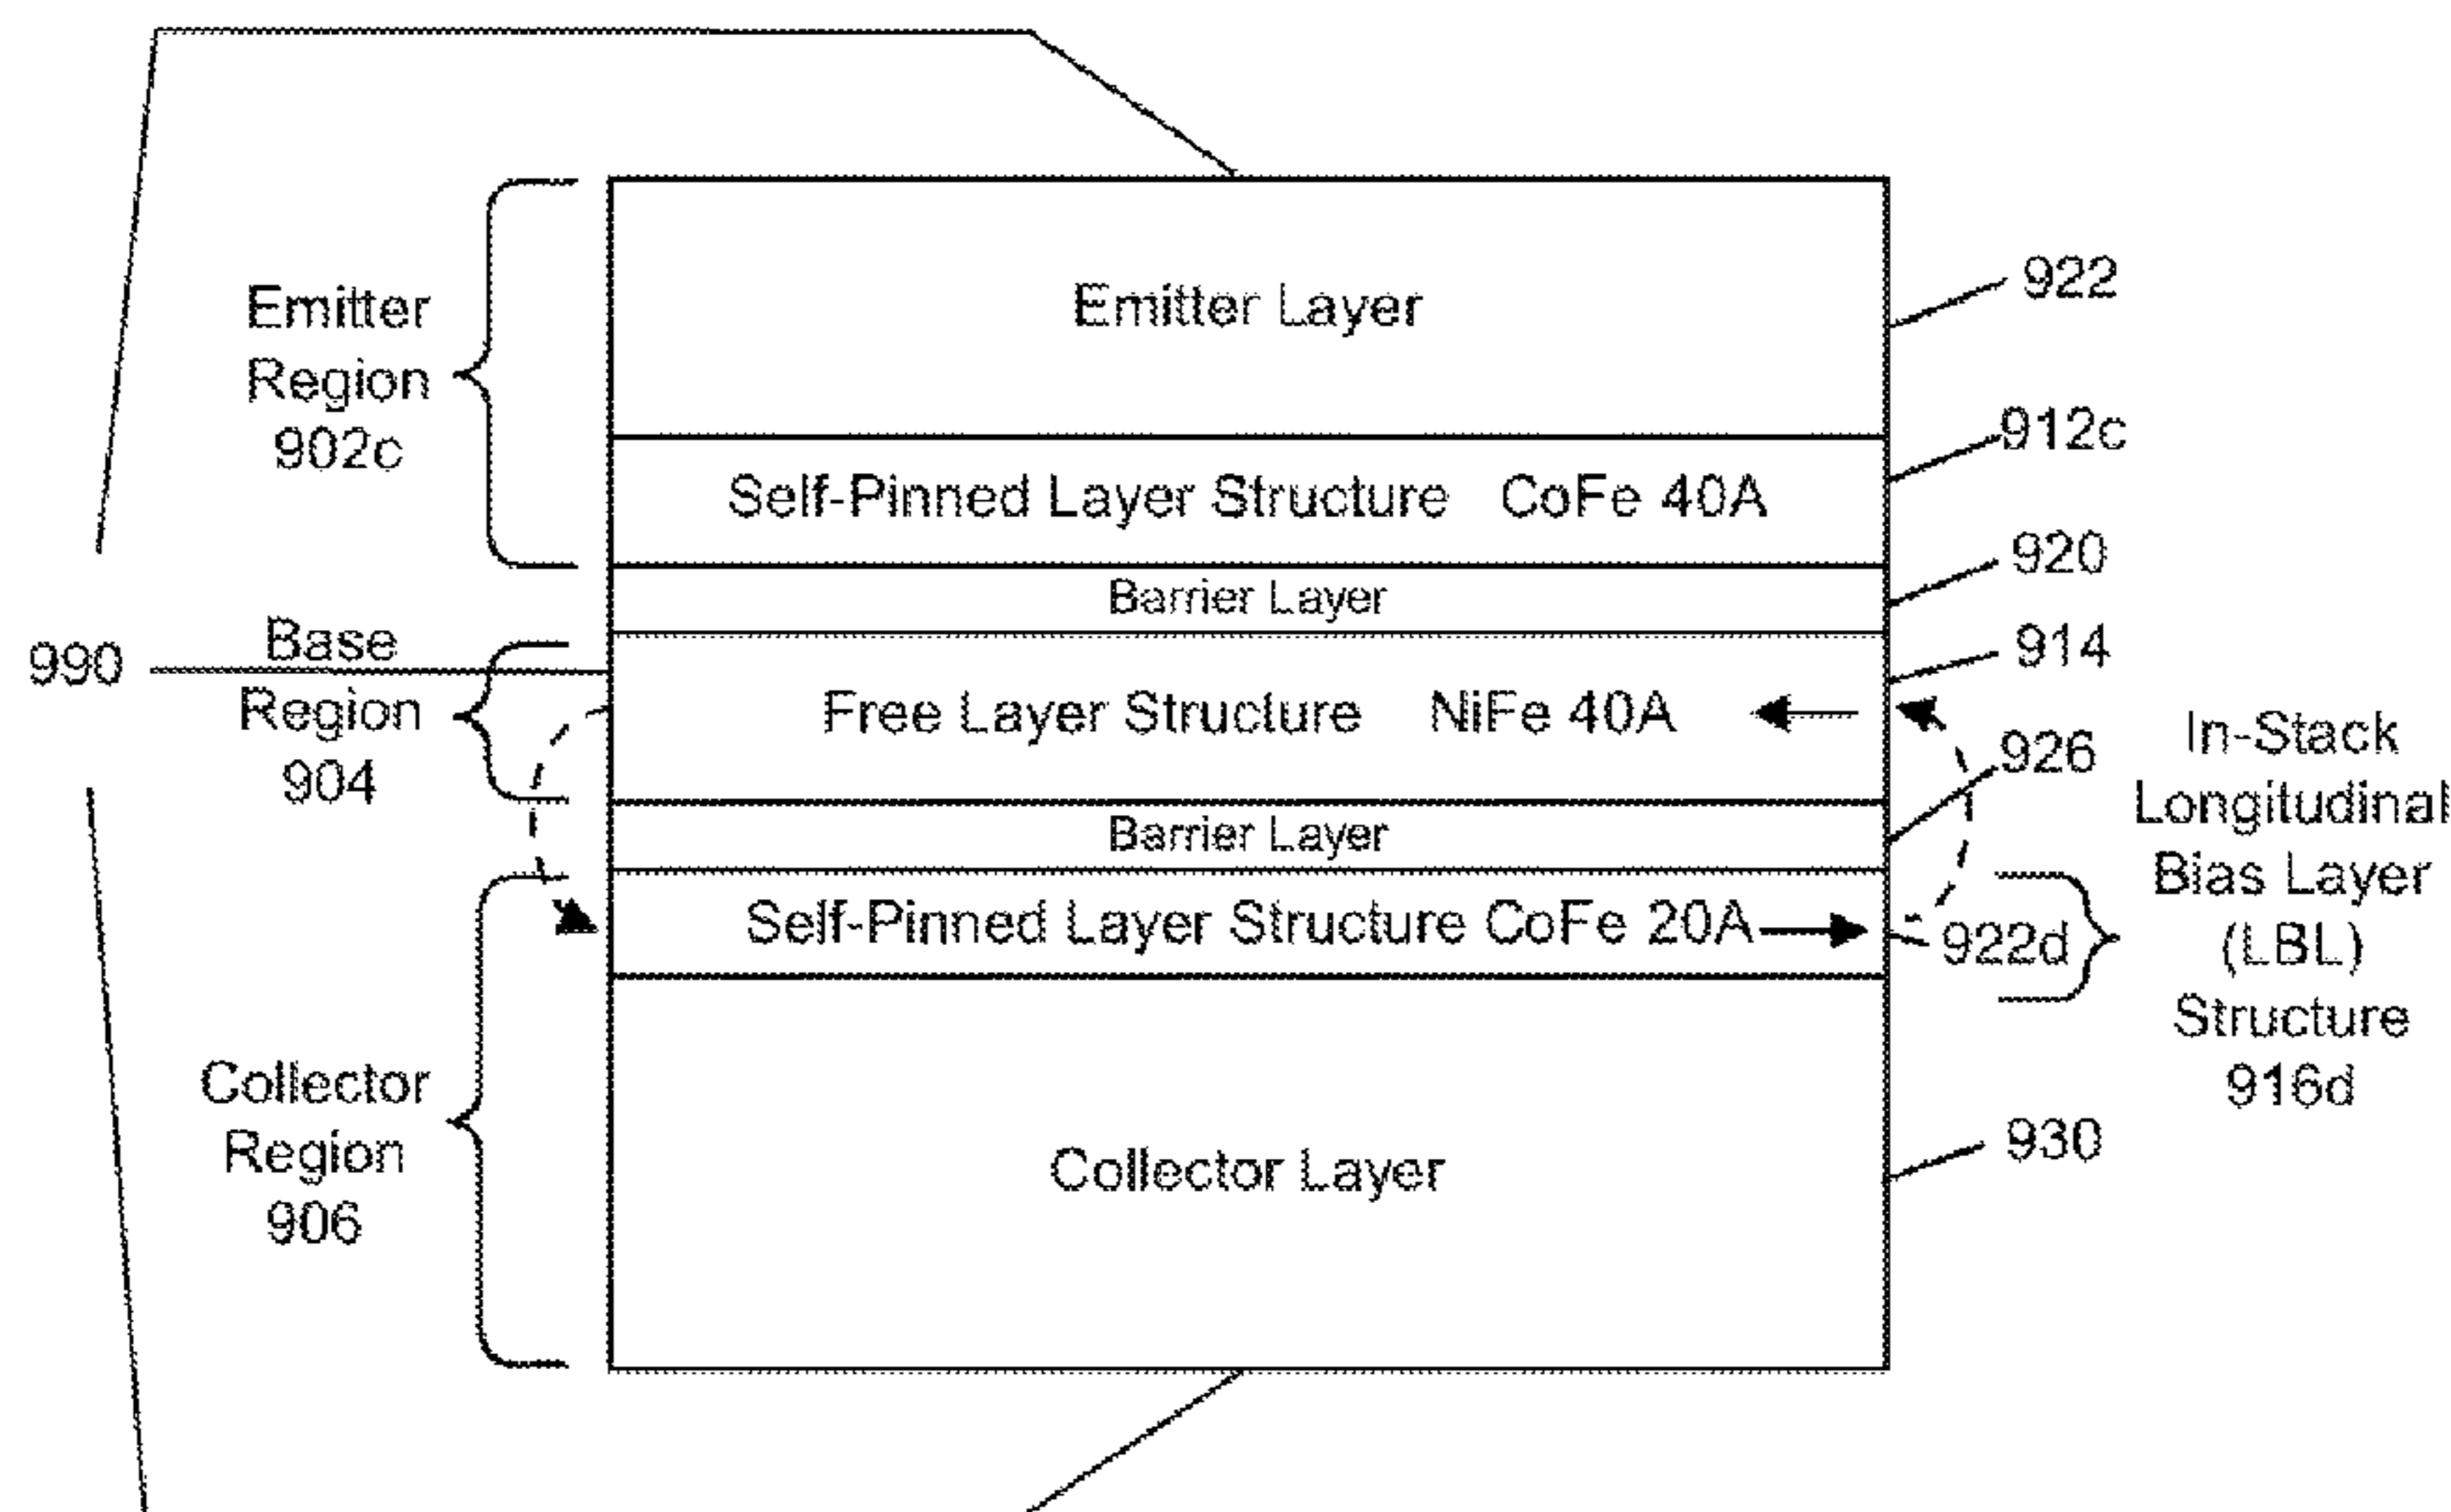 Emitter
Region
902c
Emitter Layer
922
Self-Pinned Layer Structure CoFe 40A
912c
Barrier Layer
920
990
Base
Region
904
Free Layer Structure NiFe 40A
914
Barrier Layer
926
Self-Pinned Layer Structure CoFe 20A
922d
In-Stack
Longitudinal
Bias Layer
(LBL)
Structure
916d
Collector
Region
906
Collector Layer
930